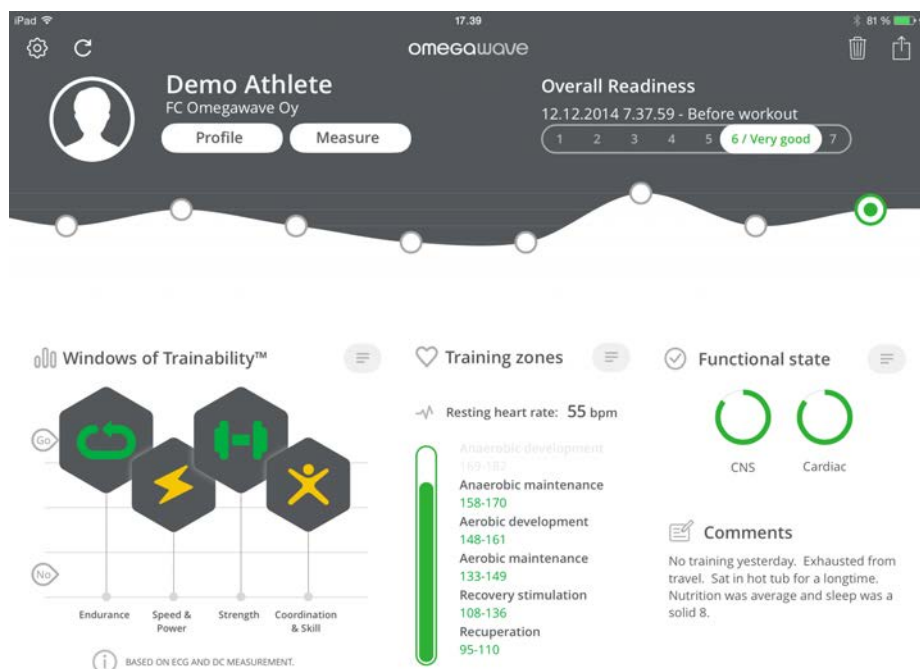 iPad 17.39 81 %
omegawave
Demo Athlete
FC Omegawave Oy
Profile Measure
Overall Readiness
12.12.2014 7.37.59 - Before workout
1 2 3 4 5 6 / Very good 7
Windows of Trainability™
Go
No
Endurance
Speed &
Power
Strength
Coordination
& Skill
i BASED ON ECG AND DC MEASUREMENT.
Training zones
Resting heart rate: 55 bpm
Anaerobic development
169-182
Anaerobic maintenance
158-170
Aerobic development
148-161
Aerobic maintenance
133-149
Recovery stimulation
108-136
Recuperation
95-110
Functional state
CNS Cardiac
Comments
No training yesterday. Exhausted from
travel. Sat in hot tub for a longtime.
Nutrition was average and sleep was a
solid 8.